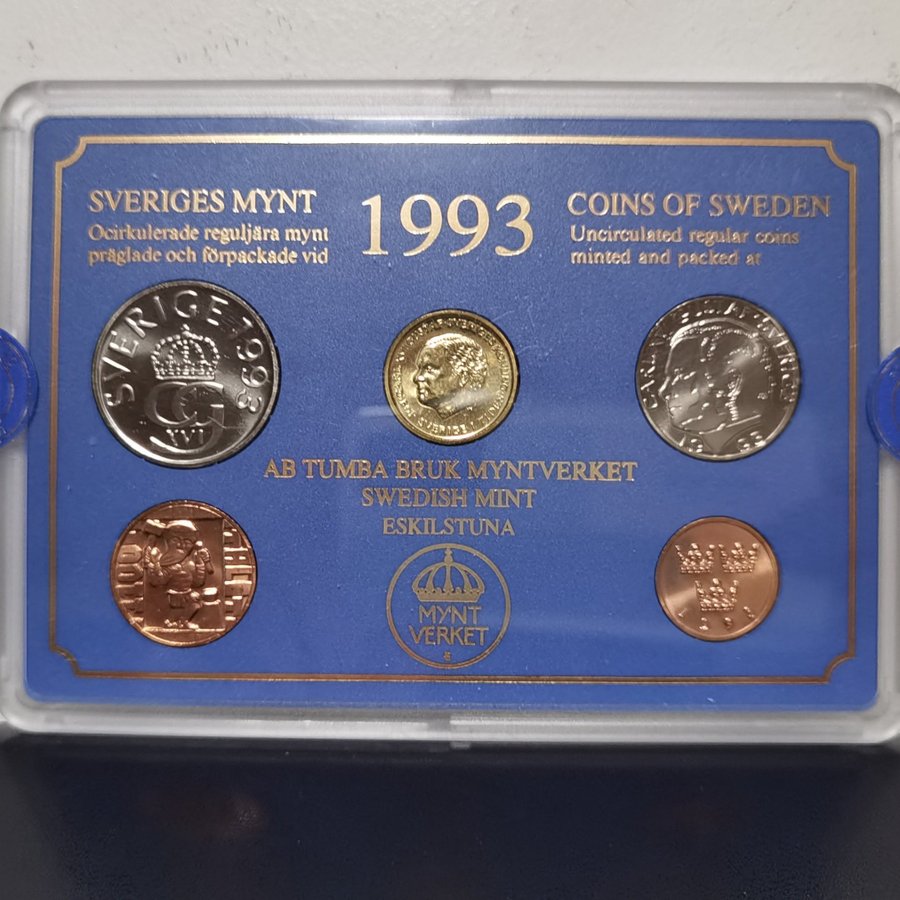 SVERIGES MYNT
Ocirkulerade reguljära mynt
präglade och förpackade vid
1993
COINS OF SWEDEN
Uncirculated regular coins
minted and packed at
SVERIGE 1993
CG
XVI
AB TUMBA BRUK MYNTVERKET
SWEDISH MINT
ESKILSTUNA
MYNT
VERKET